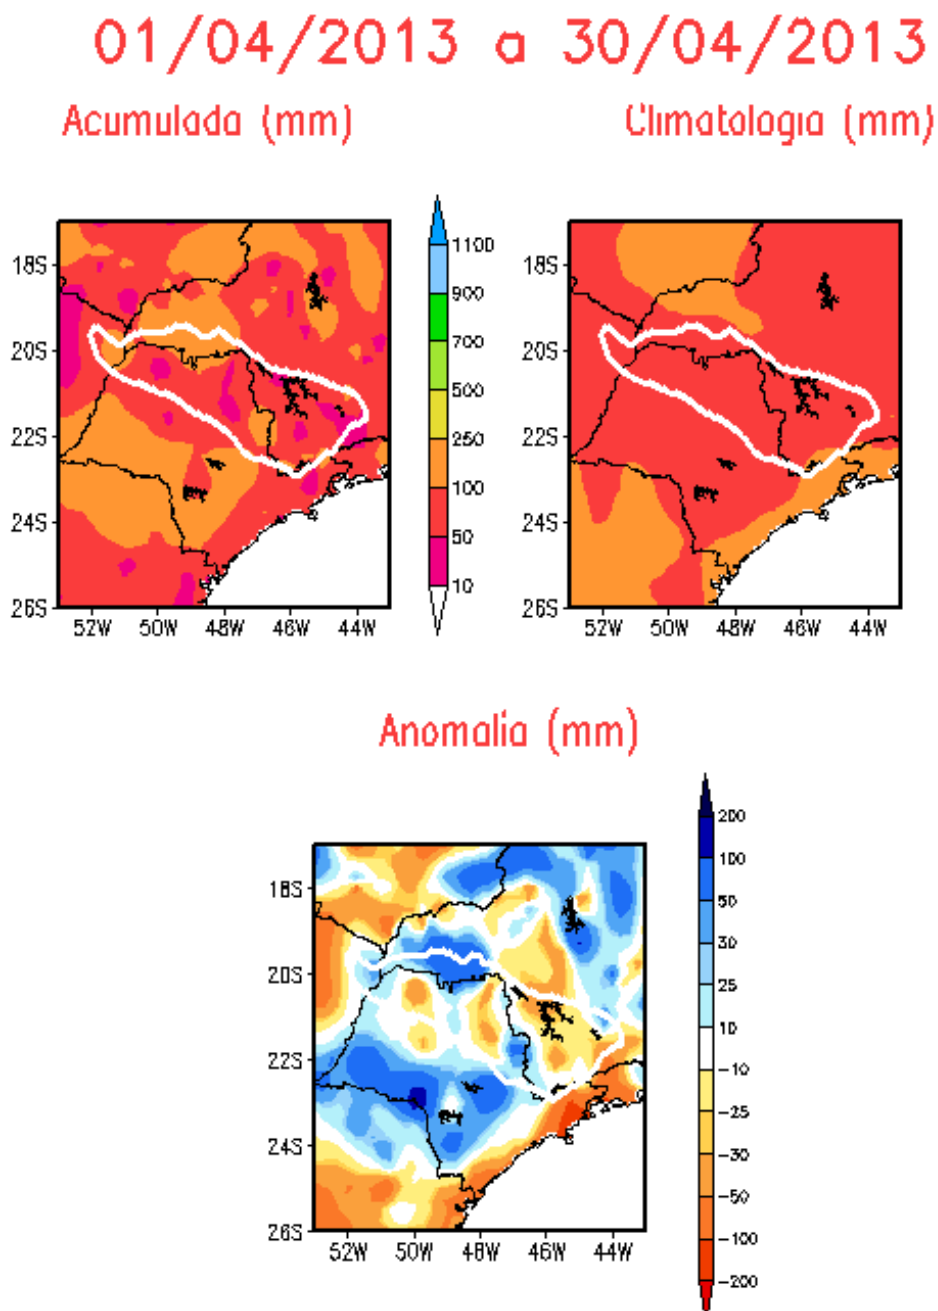 01/04/2013 a 30/04/2013
Acumulada (mm)
Climatologia (mm)
18S
20S
22S
24S
26S
52W 50W 48W 46W 44W
1100
900
700
500
250
100
50
10
18S
20S
22S
24S
26S
52W 50W 48W 46W 44W
Anomalia (mm)
18S
20S
22S
24S
26S
52W 50W 48W 46W 44W
200
100
50
30
25
10
-10
-25
-30
-50
-100
-200